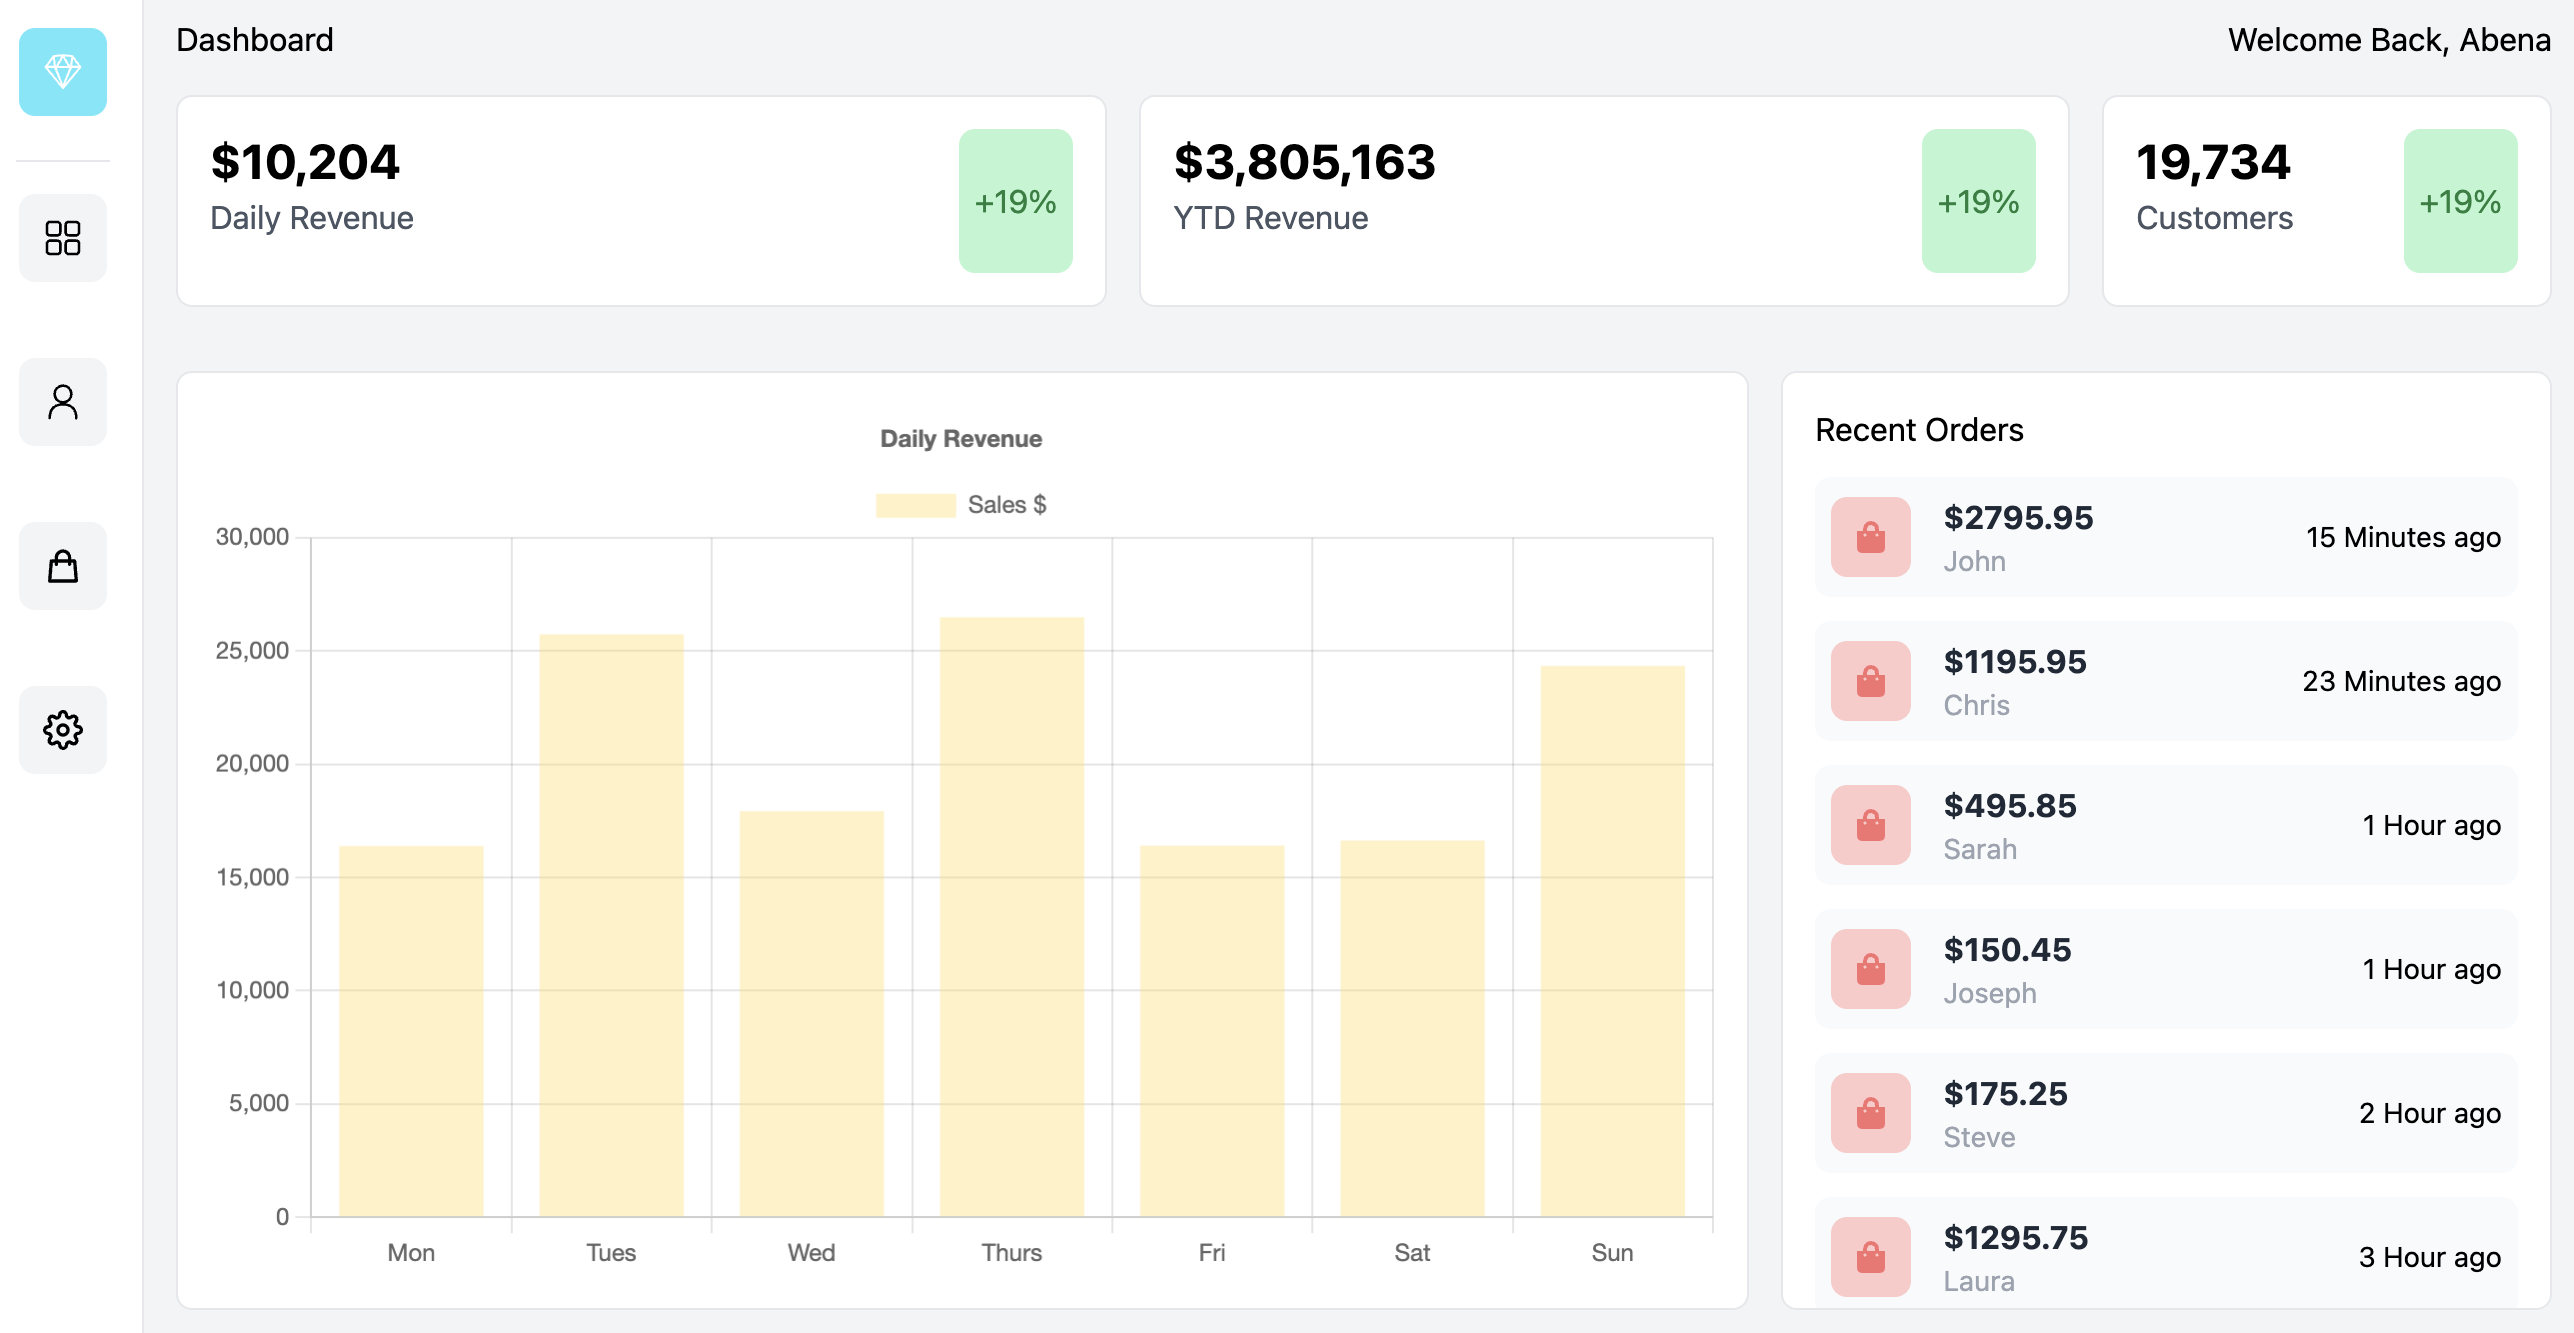 Dashboard
Welcome Back, Abena
$10,204
Daily Revenue
+19%
$3,805,163
YTD Revenue
+19%
19,734
Customers
+19%
Daily Revenue
Sales $
30,000
25,000
20,000
15,000
10,000
5,000
0
Mon Tues Wed Thurs Fri Sat Sun
Recent Orders
$2795.95
John
15 Minutes ago
$1195.95
Chris
23 Minutes ago
$495.85
Sarah
1 Hour ago
$150.45
Joseph
1 Hour ago
$175.25
Steve
2 Hour ago
$1295.75
Laura
3 Hour ago